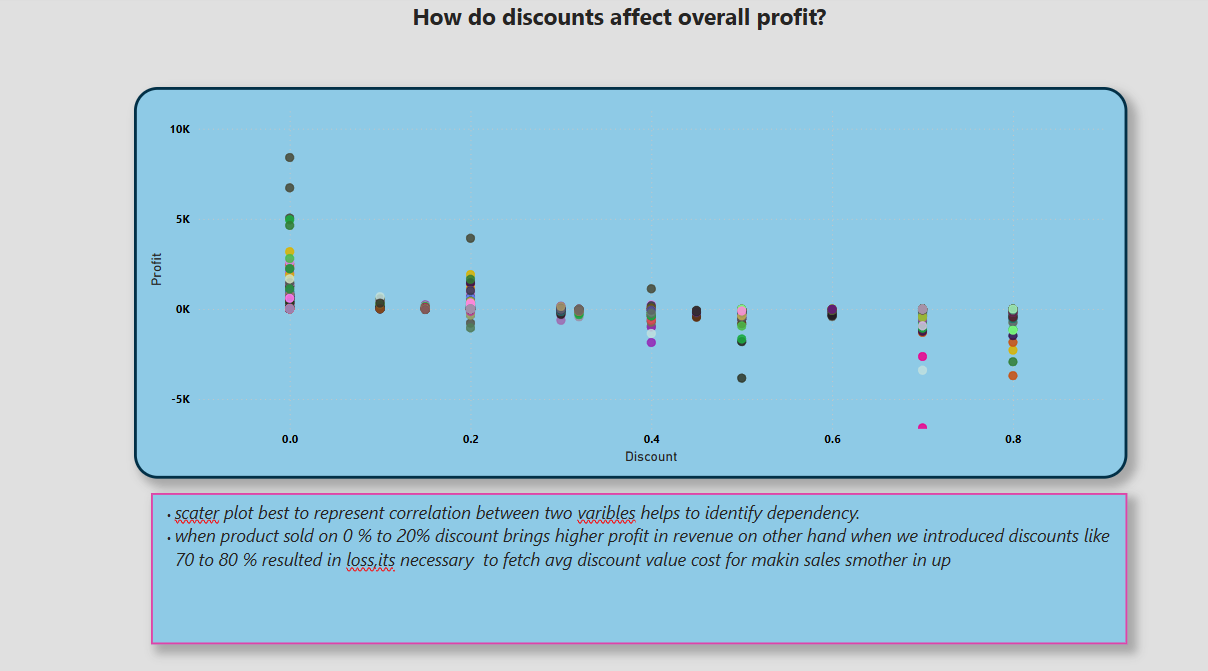 How do discounts affect overall profit?
10K
5K
Profit
0K
-5K
0.0 0.2 0.4 0.6 0.8
Discount
• scater plot best to represent correlation between two varibles helps to identify dependency.
• when product sold on 0 % to 20% discount brings higher profit in revenue on other hand when we introduced discounts like
70 to 80 % resulted in loss,its necessary to fetch avg discount value cost for makin sales smother in up